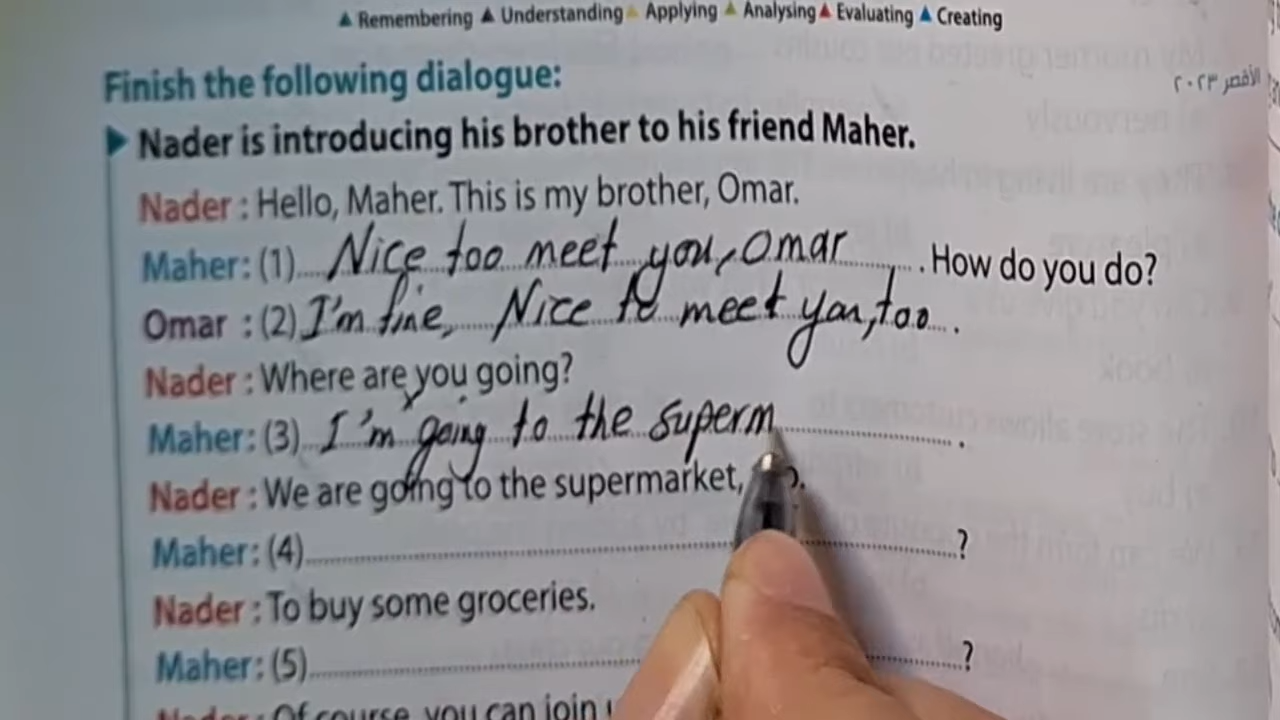 Remembering Understanding Applying Analysing Evaluating Creating
Finish the following dialogue:
الأقصر ٢٠٢٣
Nader is introducing his brother to his friend Maher.
Nader : Hello, Maher. This is my brother, Omar.
Maher: (1) Nice too meet you, Omar . How do you do?
Omar : (2) I'm fine, Nice to meet you, too .
Nader : Where are you going?
Maher: (3) I'm going to the superm .
Nader : We are going to the supermarket,
Maher: (4) ?
Nader : To buy some groceries.
Maher: (5) ?
Nader : Of course, you can join